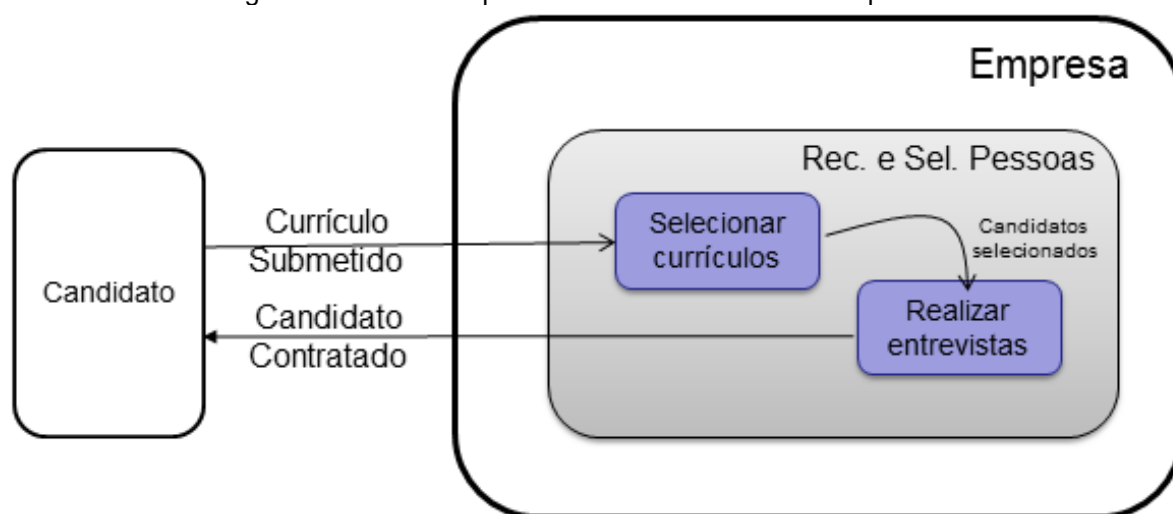 Empresa
Rec. e Sel. Pessoas
Currículo
Submetido
Selecionar
currículos
Candidatos
selecionados
Candidato
Candidato
Contratado
Realizar
entrevistas